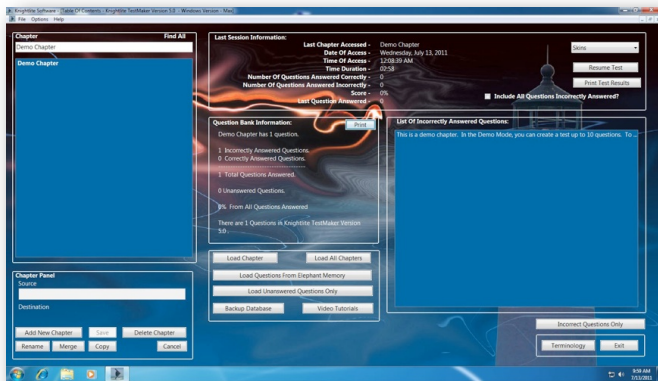 Knightlite Software - [Table Of Contents - Knightlite TestMaker Version 5.0 - Windows Version - Max]
File Options Help
Chapter Find All
Demo Chapter
Demo Chapter
Last Session Information:
Last Chapter Accessed - Demo Chapter
Date Of Access - Wednesday, July 13, 2011
Time Of Access - 12:08:39 AM
Time Duration - 02:58
Number Of Questions Answered Correctly - 0
Number Of Questions Answered Incorrectly - 0
Score - 0%
Last Question Answered - 0
Skins
Resume Test
Print Test Results
Include All Questions Incorrectly Answered?
Question Bank Information:
Print
Demo Chapter has 1 question.
1 Incorrectly Answered Questions.
0 Correctly Answered Questions.
1 Total Questions Answered.
0 Unanswered Questions.
0% From All Questions Answered
There are 1 Questions in Knightlite TestMaker Version
5.0 .
List Of Incorrectly Answered Questions:
This is a demo chapter. In the Demo Mode, you can create a test up to 10 questions. To ..
Load Chapter Load All Chapters
Load Questions From Elephant Memory
Load Unanswered Questions Only
Backup Database Video Tutorials
Chapter Panel
Source
Destination
Add New Chapter Save Delete Chapter
Rename Merge Copy Cancel
Incorrect Questions Only
Terminology Exit
9:59 AM
7/13/2011